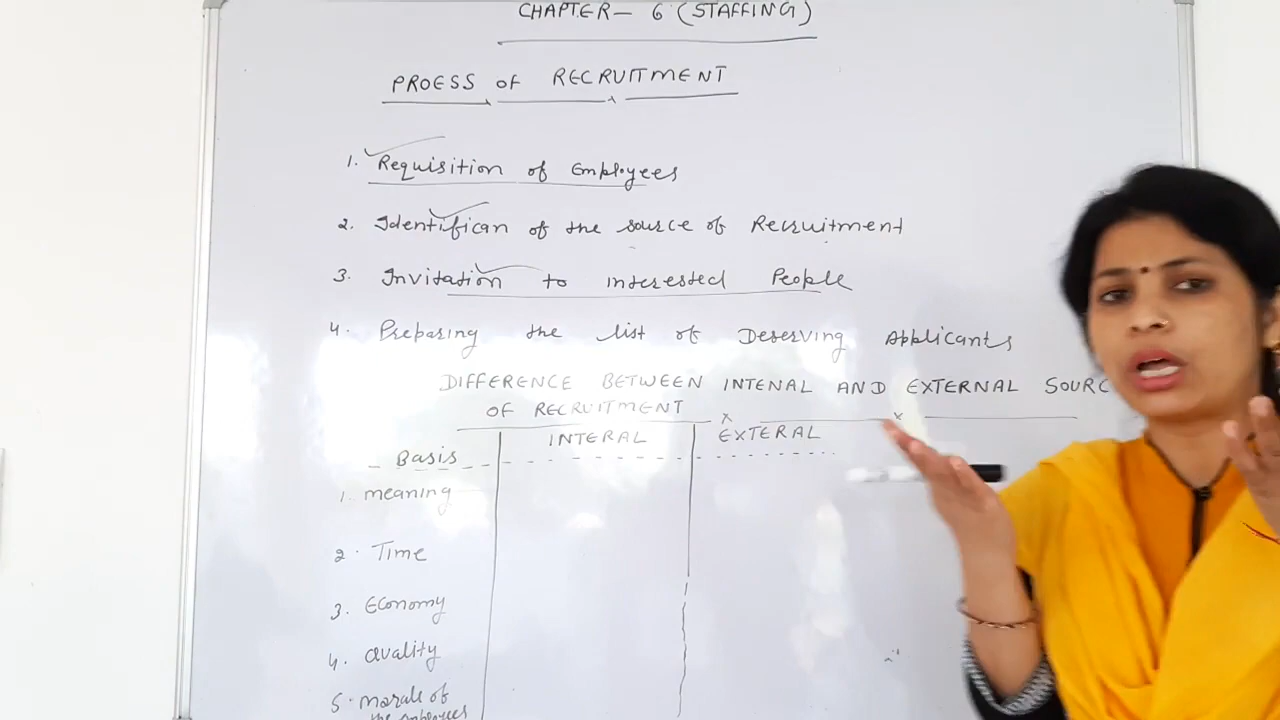 CHAPTER- 6 (STAFFING)
PROESS of RECRUITMENT
1. Requisition of Employees
2. Identifican of the source of Recruitment
3. Invitation to interested People
4. Preparing the list of Deserving Applicants
DIFFERENCE BETWEEN INTENAL AND EXTERNAL SOURC
OF RECRUITMENT
Basis INTERAL EXTERAL
1. meaning
2. Time
3. Economy
4. Quality
5. morale of
the employees